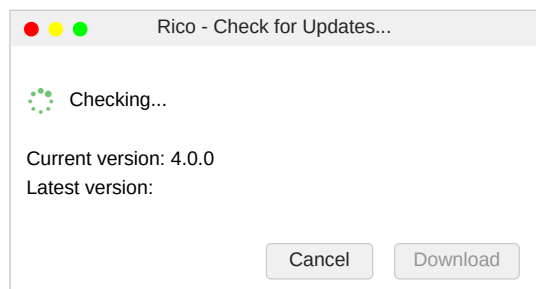 Rico - Check for Updates...
Checking...
Current version: 4.0.0
Latest version:
Cancel Download